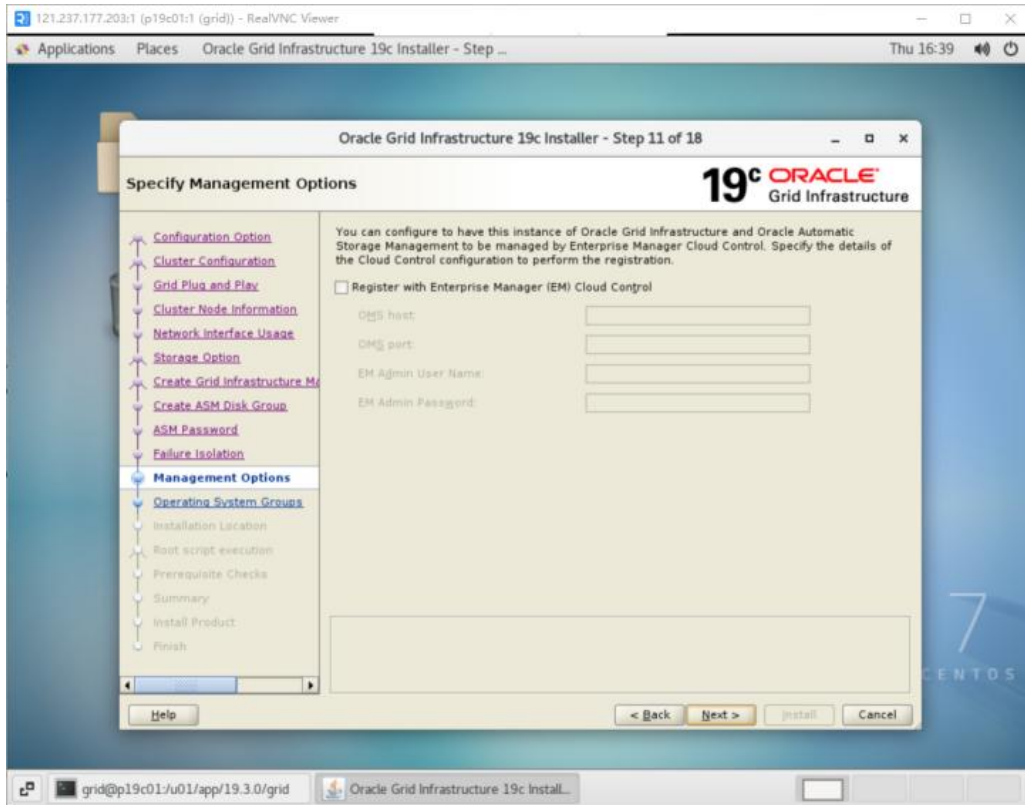 121.237.177.203:1 (p19c01:1 (grid)) - RealVNC Viewer
Applications Places Oracle Grid Infrastructure 19c Installer - Step ... Thu 16:39
Oracle Grid Infrastructure 19c Installer - Step 11 of 18
Specify Management Options
19c ORACLE
Grid Infrastructure
Configuration Option
Cluster Configuration
Grid Plug and Play
Cluster Node Information
Network Interface Usage
Storage Option
Create Grid Infrastructure Ma
Create ASM Disk Group
ASM Password
Failure Isolation
Management Options
Operating System Groups
Installation Location
Root script execution
Prerequisite Checks
Summary
Install Product
Finish
You can configure to have this instance of Oracle Grid Infrastructure and Oracle Automatic
Storage Management to be managed by Enterprise Manager Cloud Control. Specify the details of
the Cloud Control configuration to perform the registration.
Register with Enterprise Manager (EM) Cloud Control
OMS host:
OMS port:
EM Admin User Name:
EM Admin Password:
Help < Back Next > Install Cancel
7
CENTOS
grid@p19c01:/u01/app/19.3.0/grid Oracle Grid Infrastructure 19c Install...